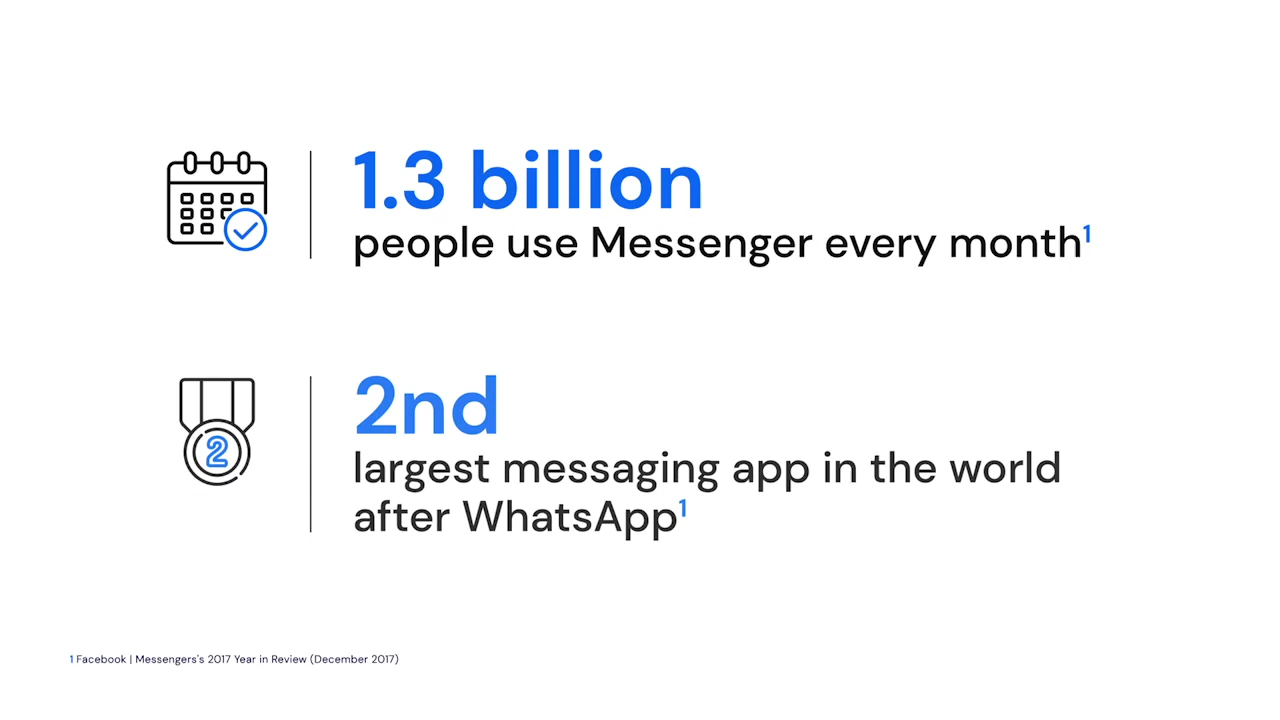 1.3 billion
people use Messenger every month¹
2
2nd
largest messaging app in the world
after WhatsApp¹
1 Facebook | Messengers's 2017 Year in Review (December 2017)